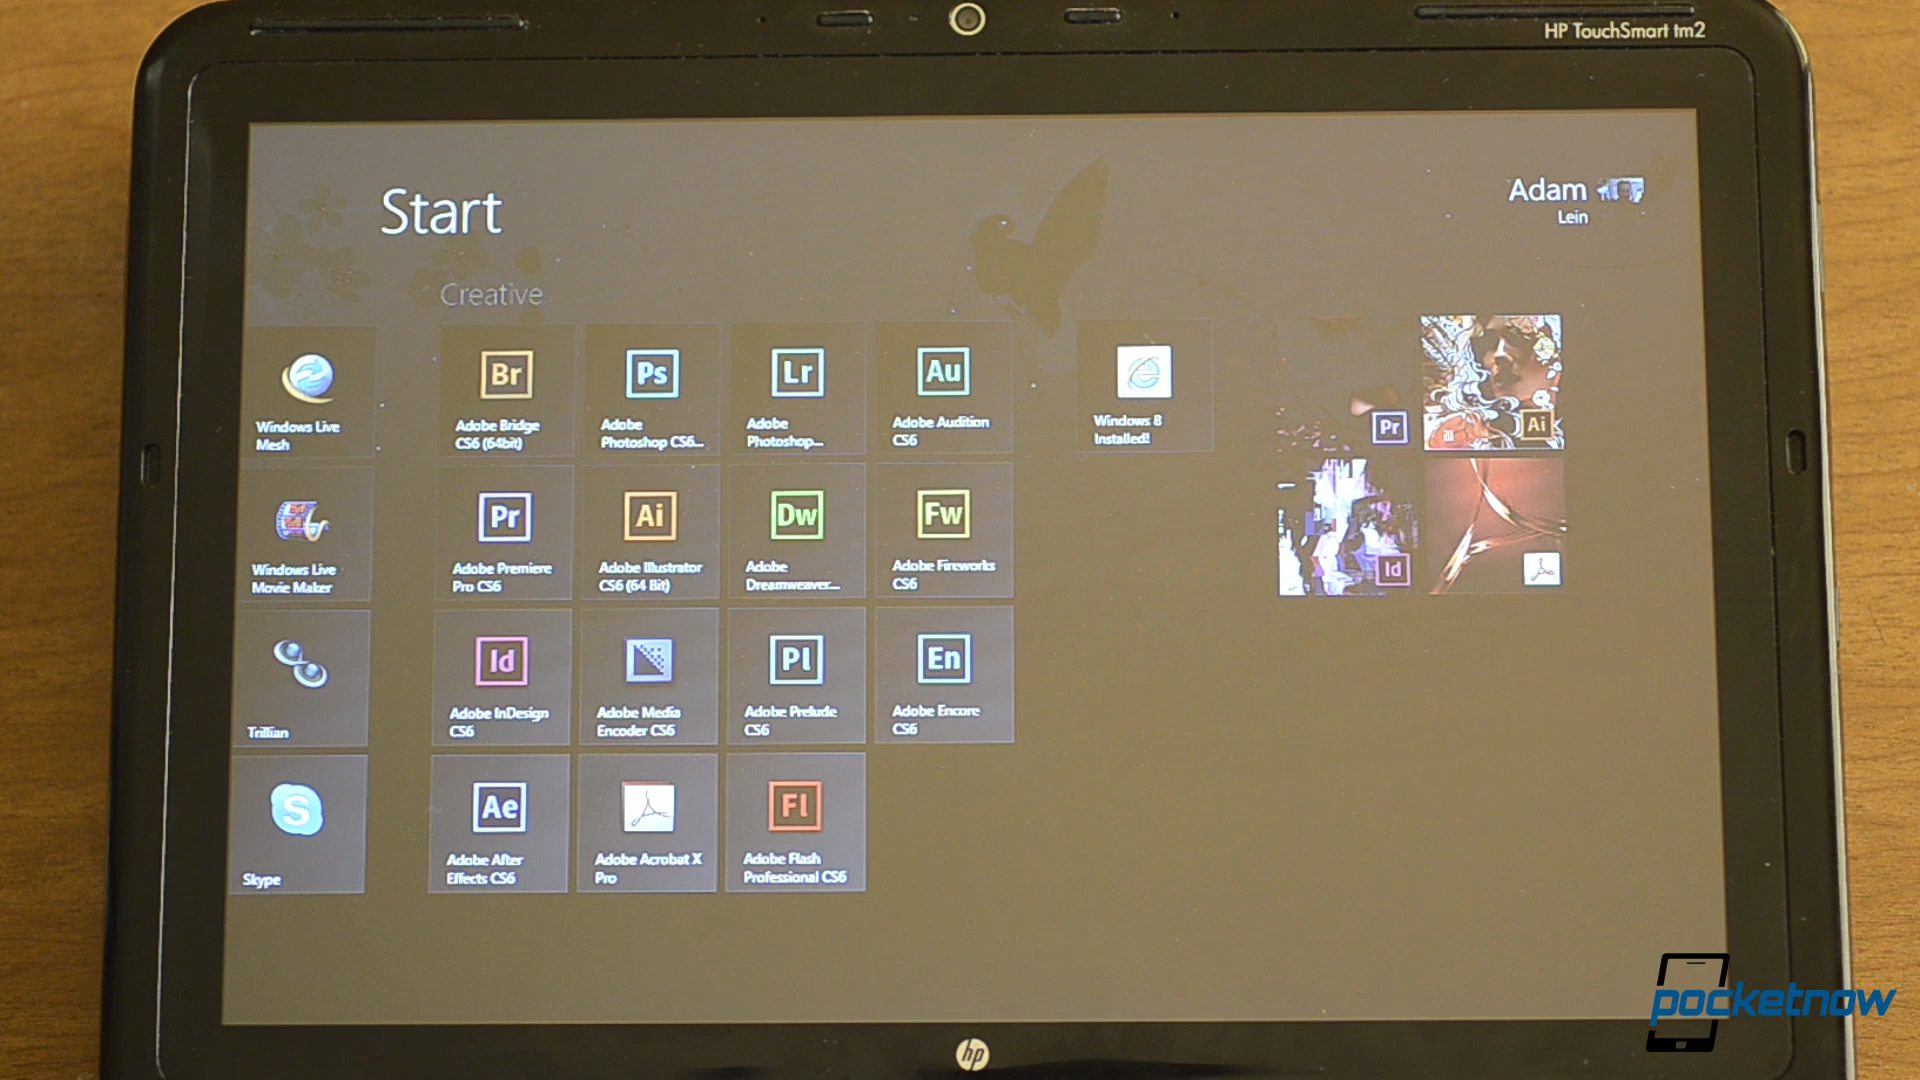 HP TouchSmart tm2
Start
Adam
Lein
Creative
Windows Live
Mesh
Br
Adobe Bridge
CS6 (64bit)
Ps
Adobe
Photoshop CS6...
Lr
Adobe
Photoshop...
Au
Adobe Audition
CS6
Windows 8
Installed!
Pr
Ai
Windows Live
Movie Maker
Pr
Adobe Premiere
Pro CS6
Ai
Adobe Illustrator
CS6 (64 Bit)
Dw
Adobe
Dreamweaver...
Fw
Adobe Fireworks
CS6
Id
Trillian
Id
Adobe InDesign
CS6
Adobe Media
Encoder CS6
Pl
Adobe Prelude
CS6
En
Adobe Encore
CS6
S
Skype
Ae
Adobe After
Effects CS6
Adobe Acrobat X
Pro
Fl
Adobe Flash
Professional CS6
pocketnow
hp